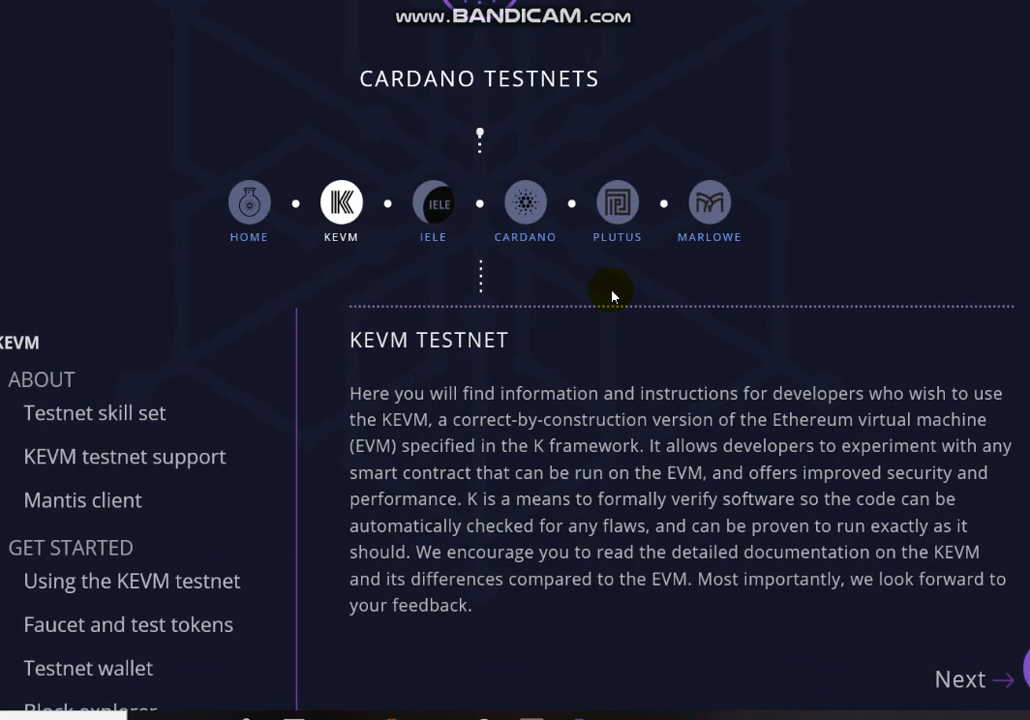 www.BANDICAM.com
CARDANO TESTNETS
IELE
HOME
KEVM
IELE
CARDANO
PLUTUS
MARLOWE
KEVM
ABOUT
Testnet skill set
KEVM testnet support
Mantis client
GET STARTED
Using the KEVM testnet
Faucet and test tokens
Testnet wallet
Block explorer
KEVM TESTNET
Here you will find information and instructions for developers who wish to use
the KEVM, a correct-by-construction version of the Ethereum virtual machine
(EVM) specified in the K framework. It allows developers to experiment with any
smart contract that can be run on the EVM, and offers improved security and
performance. K is a means to formally verify software so the code can be
automatically checked for any flaws, and can be proven to run exactly as it
should. We encourage you to read the detailed documentation on the KEVM
and its differences compared to the EVM. Most importantly, we look forward to
your feedback.
Next